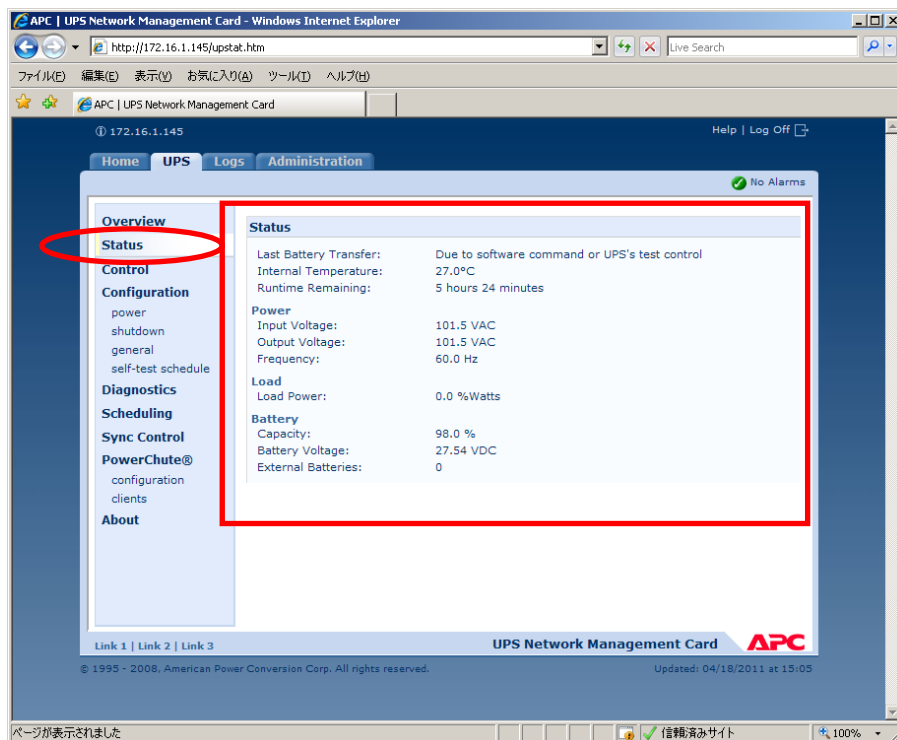 APC | UPS Network Management Card - Windows Internet Explorer
http://172.16.1.145/upstat.htm
Live Search
ファイル(F) 編集(E) 表示(V) お気に入り(A) ツール(T) ヘルプ(H)
APC | UPS Network Management Card
172.16.1.145
Help | Log Off
Home UPS Logs Administration
No Alarms
Overview
Status
Control
Configuration
power
shutdown
general
self-test schedule
Diagnostics
Scheduling
Sync Control
PowerChute®
configuration
clients
About
Status
Last Battery Transfer: Due to software command or UPS's test control
Internal Temperature: 27.0°C
Runtime Remaining: 5 hours 24 minutes
Power
Input Voltage: 101.5 VAC
Output Voltage: 101.5 VAC
Frequency: 60.0 Hz
Load
Load Power: 0.0 %Watts
Battery
Capacity: 98.0 %
Battery Voltage: 27.54 VDC
External Batteries: 0
Link 1 | Link 2 | Link 3
UPS Network Management Card APC
© 1995 - 2008, American Power Conversion Corp. All rights reserved.
Updated: 04/18/2011 at 15:05
ページが表示されました
信頼済みサイト
100%